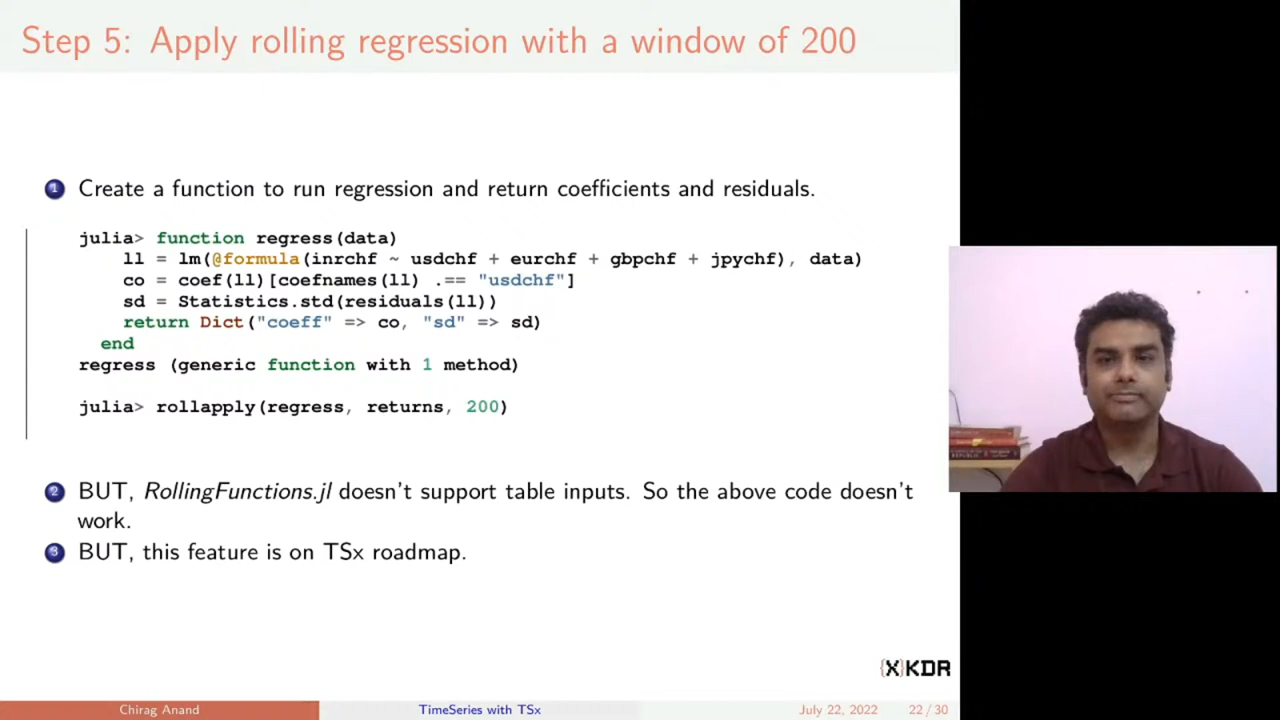 Step 5: Apply rolling regression with a window of 200
1 Create a function to run regression and return coefficients and residuals.
julia> function regress(data)
ll = lm(@formula(inrchf ~ usdchf + eurchf + gbpchf + jpychf), data)
co = coef(ll)[coefnames(ll) .== "usdchf"]
sd = Statistics.std(residuals(ll))
return Dict("coeff" => co, "sd" => sd)
end
regress (generic function with 1 method)
julia> rollapply(regress, returns, 200)
2 BUT, RollingFunctions.jl doesn't support table inputs. So the above code doesn't
work.
3 BUT, this feature is on TSx roadmap.
{X}KDR
Chirag Anand
TimeSeries with TSx
July 22, 2022
22 / 30